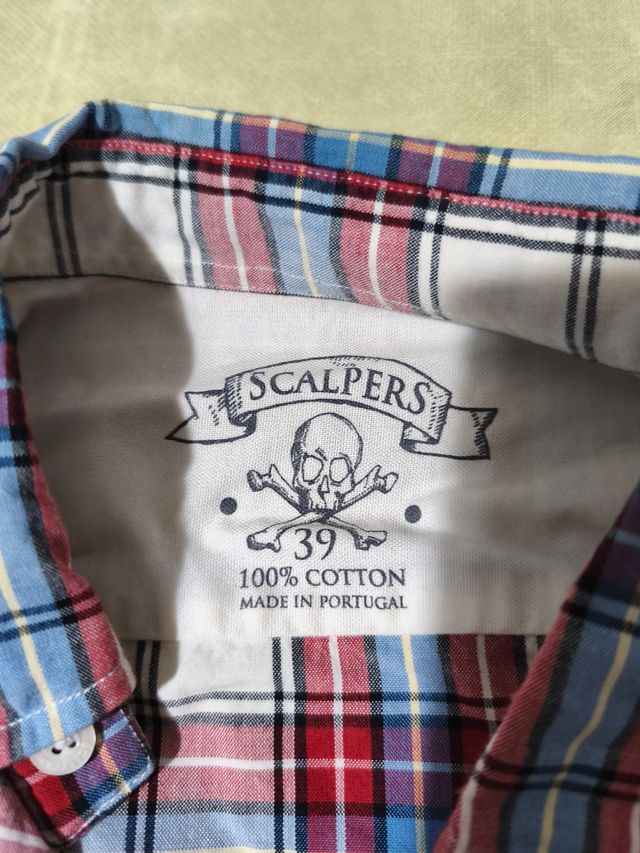 SCALPERS
39
100% COTTON
MADE IN PORTUGAL